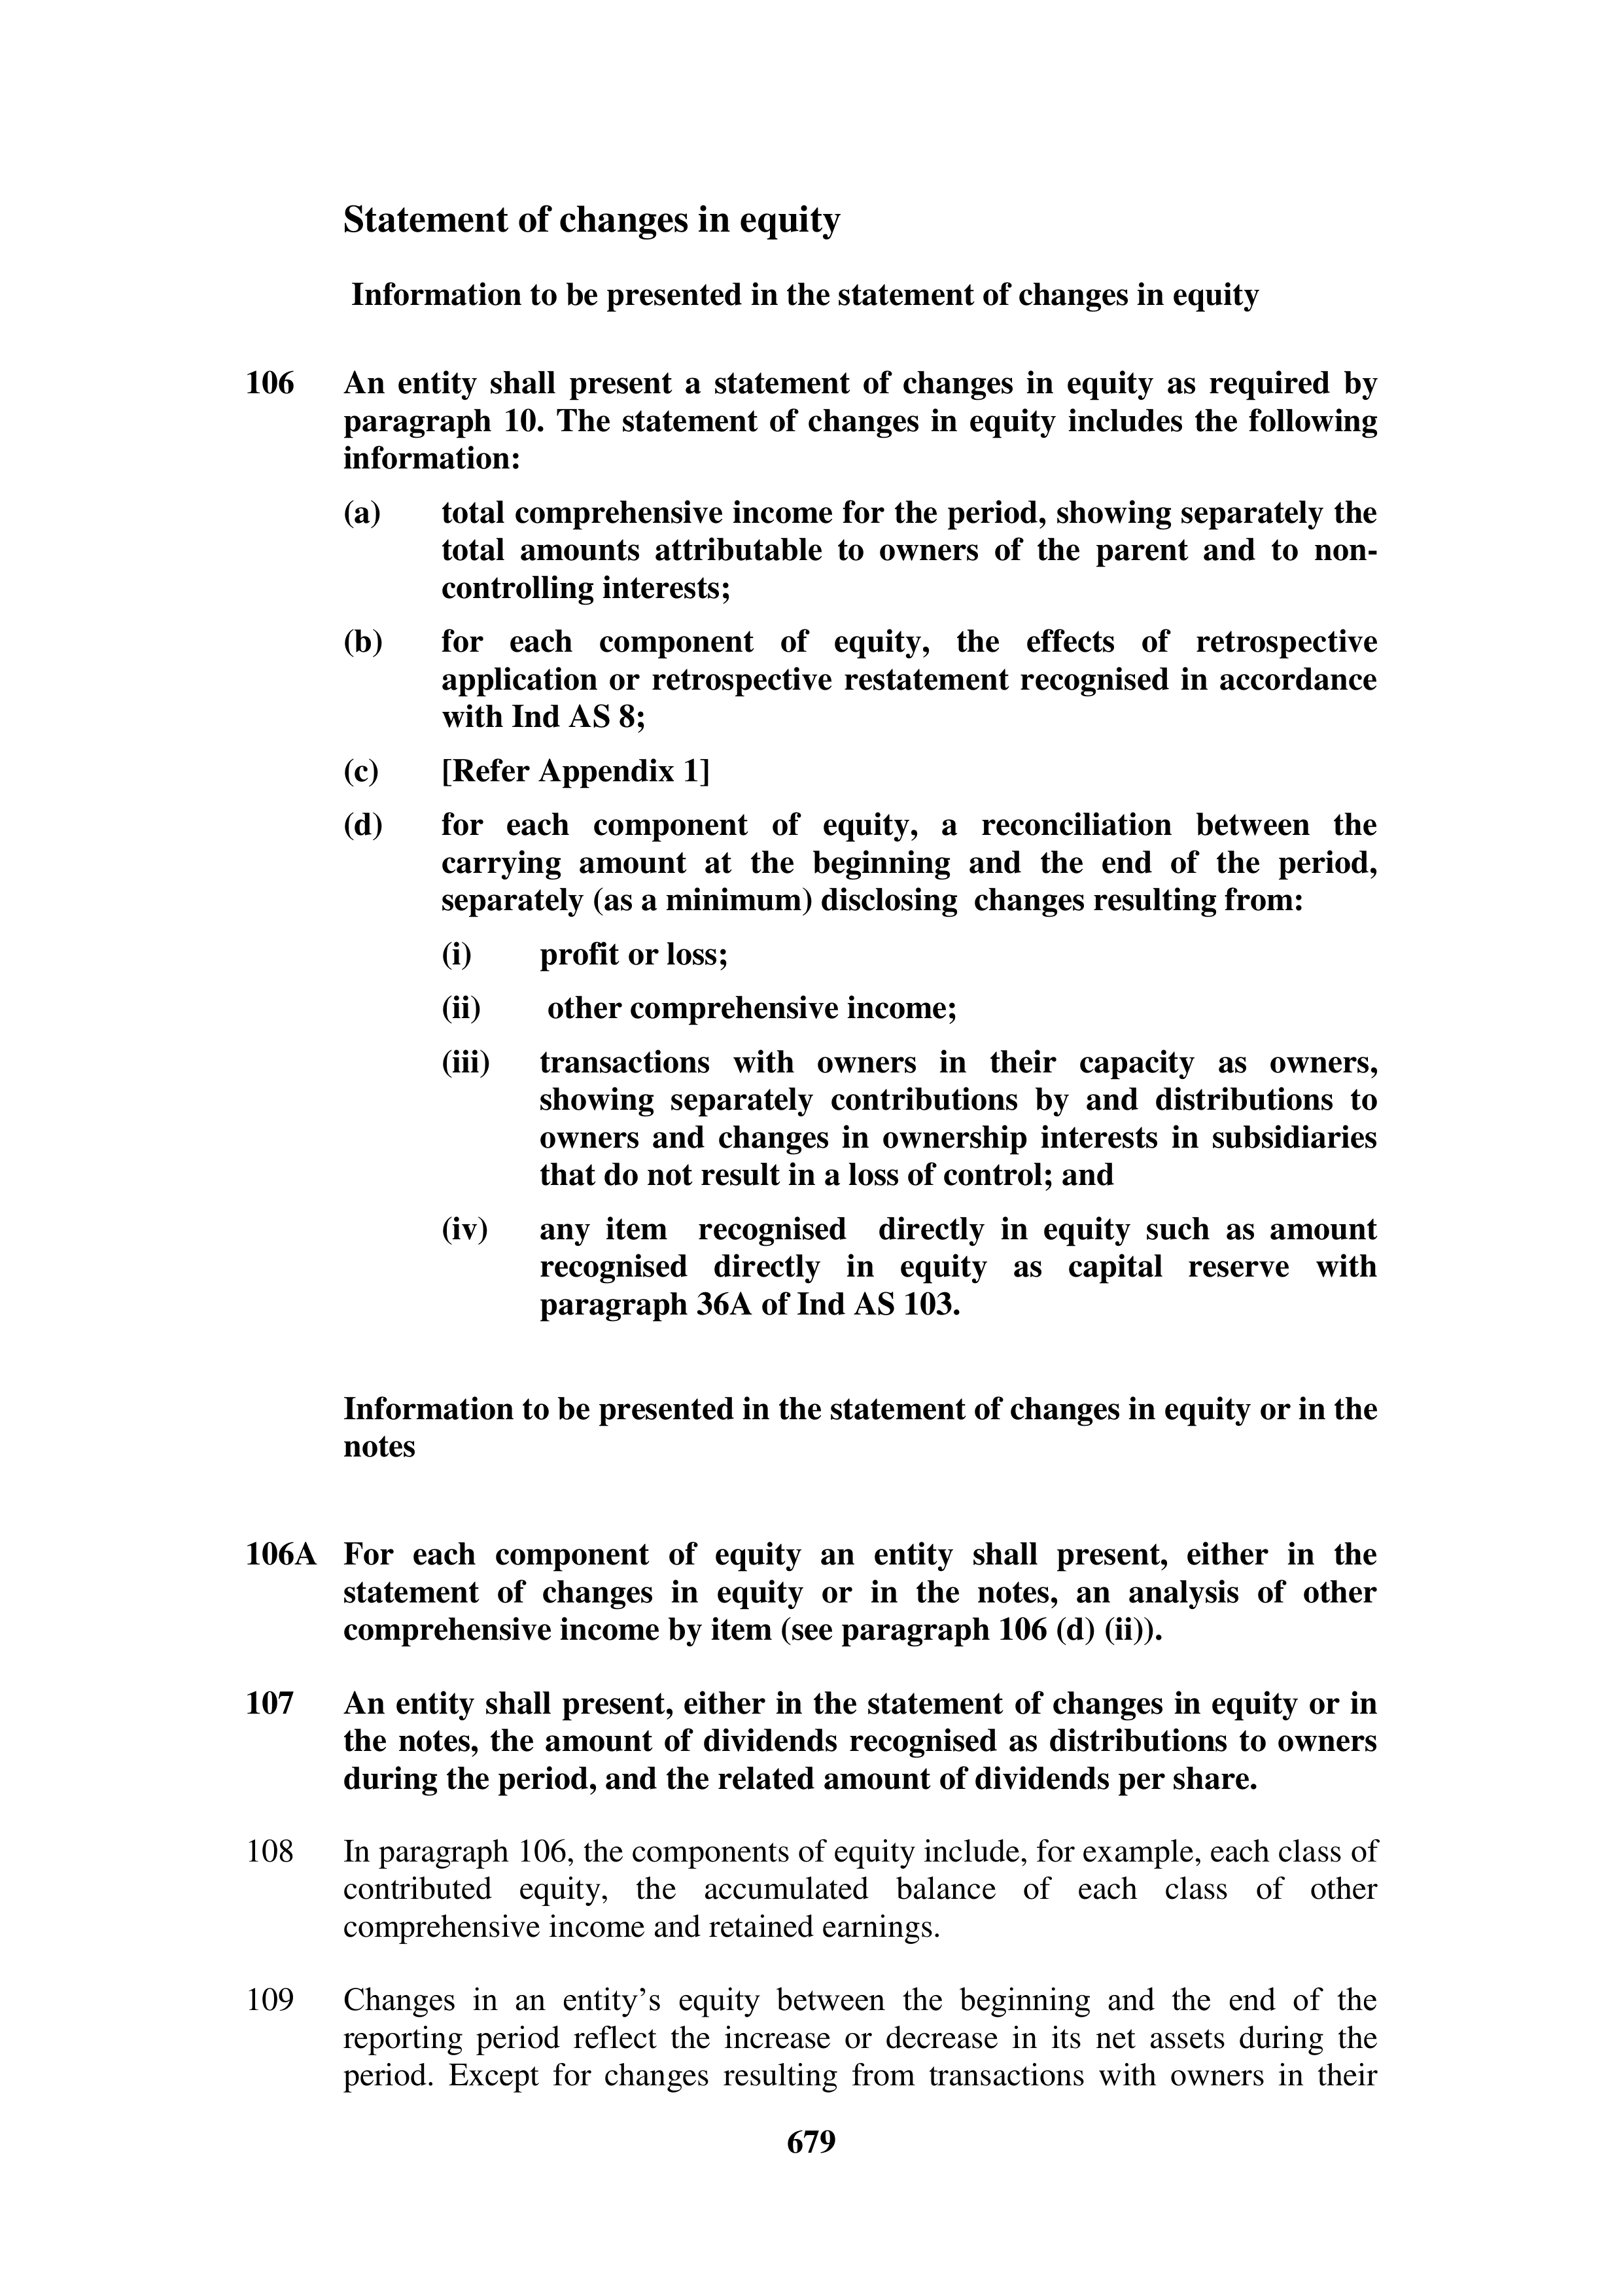 Statement of changes in equity
Information to be presented in the statement of changes in equity
106 An entity shall present a statement of changes in equity as required by
paragraph 10. The statement of changes in equity includes the following
information:
(a) total comprehensive income for the period, showing separately the
total amounts attributable to owners of the parent and to non-
controlling interests;
(b) for each component of equity, the effects of retrospective
application or retrospective restatement recognised in accordance
with Ind AS 8;
(c) [Refer Appendix 1]
(d) for each component of equity, a reconciliation between the
carrying amount at the beginning and the end of the period,
separately (as a minimum) disclosing changes resulting from:
(i) profit or loss;
(ii) other comprehensive income;
(iii) transactions with owners in their capacity as owners,
showing separately contributions by and distributions to
owners and changes in ownership interests in subsidiaries
that do not result in a loss of control; and
(iv) any item recognised directly in equity such as amount
recognised directly in equity as capital reserve with
paragraph 36A of Ind AS 103.
Information to be presented in the statement of changes in equity or in the
notes
106A For each component of equity an entity shall present, either in the
statement of changes in equity or in the notes, an analysis of other
comprehensive income by item (see paragraph 106 (d) (ii)).
107 An entity shall present, either in the statement of changes in equity or in
the notes, the amount of dividends recognised as distributions to owners
during the period, and the related amount of dividends per share.
108 In paragraph 106, the components of equity include, for example, each class of
contributed equity, the accumulated balance of each class of other
comprehensive income and retained earnings.
109 Changes in an entity’s equity between the beginning and the end of the
reporting period reflect the increase or decrease in its net assets during the
period. Except for changes resulting from transactions with owners in their
679